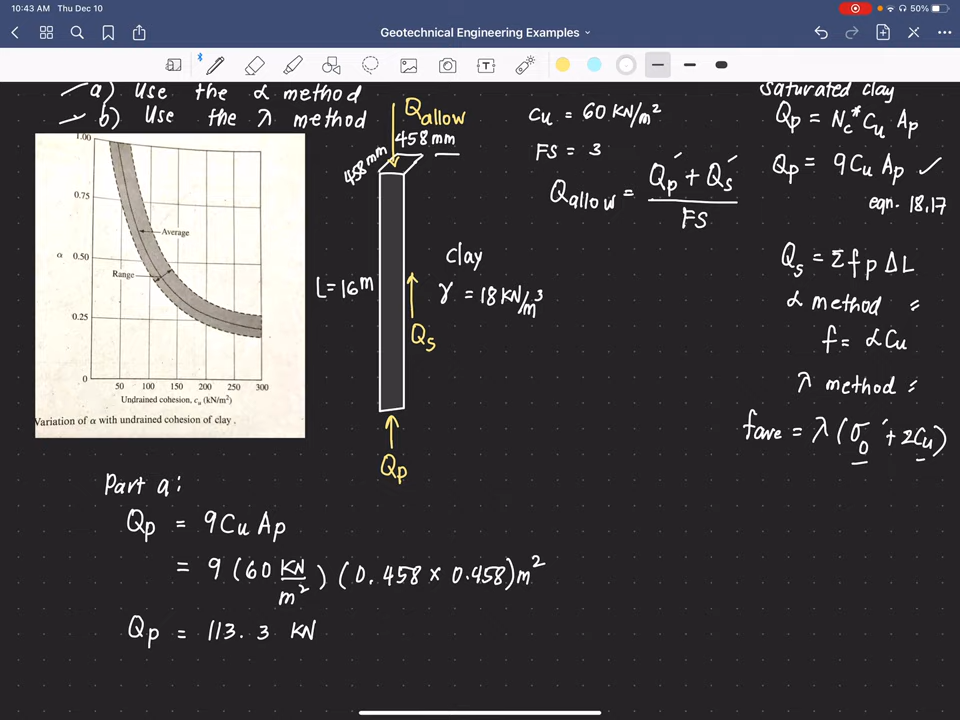 10:43 AM Thu Dec 10
50%
Geotechnical Engineering Examples
a) Use the α method
b) Use the λ method
1.00
0.75
α 0.50
0.25
0
50 100 150 200 250 300
Average
Range
Undrained cohesion, cu (kN/m²)
Variation of α with undrained cohesion of clay.
Qallow
458 mm
458 mm
L = 16 m
Qs
Qp
clay
γ = 18 KN/m³
Cu = 60 KN/m²
FS = 3
Qallow = Qp + Qs / FS
saturated clay
Qp = Nc* Cu Ap
Qp = 9 Cu Ap ✓
eqn. 18.17
Qs = Σ f p ΔL
α method =
f = α Cu
λ method =
fave = λ (σ0' + 2Cu)
Part a:
Qp = 9 Cu Ap
= 9 (60 KN/m²) (0.458 × 0.458) m²
Qp = 113.3 KN